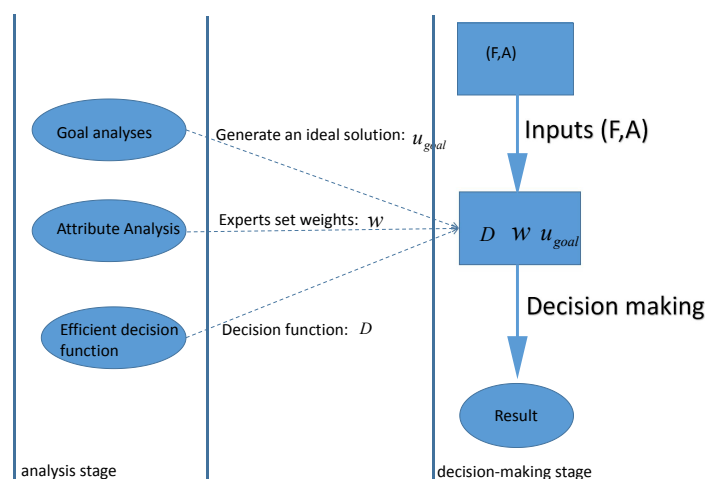 (F,A)
Goal analyses
Generate an ideal solution: u_goal
Inputs (F,A)
Attribute Analysis
Experts set weights: w
D w u_goal
Efficient decision
function
Decision function: D
Decision making
Result
analysis stage
decision-making stage